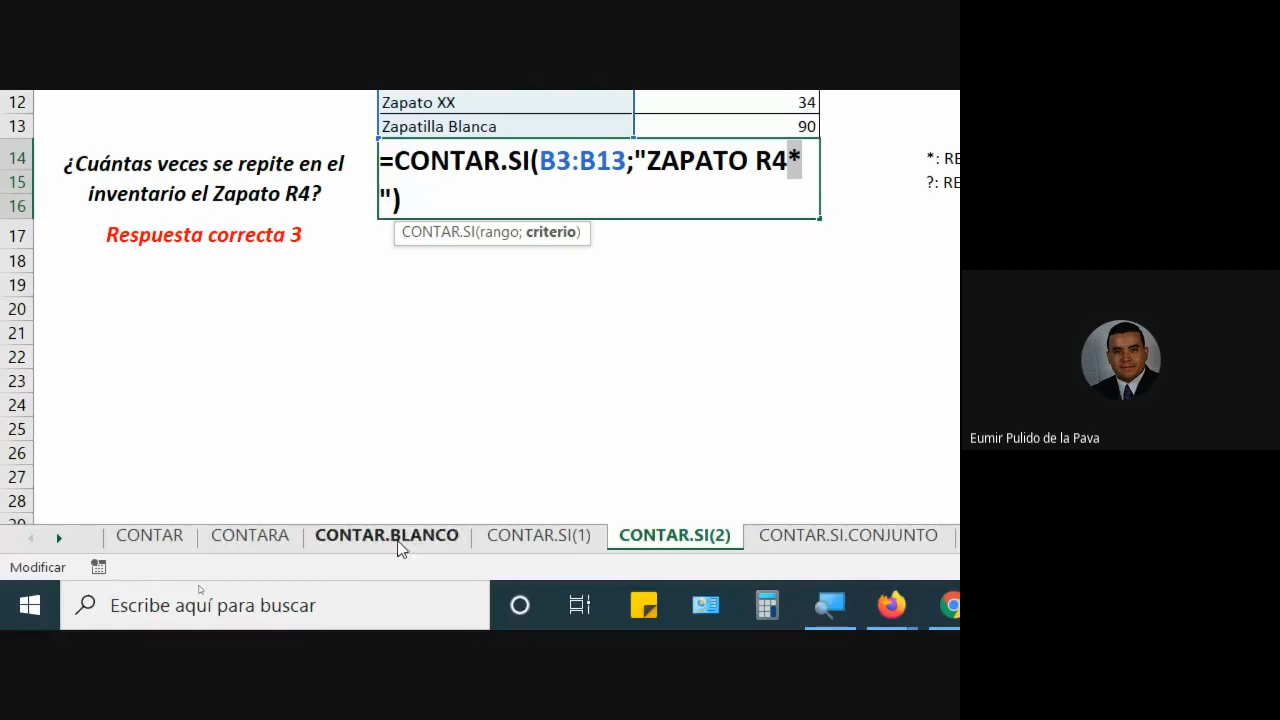 12 Zapato XX 34
13 Zapatilla Blanca 90
14
15
16
¿Cuántas veces se repite en el
inventario el Zapato R4?
=CONTAR.SI(B3:B13;"ZAPATO R4*
")
*: RE
?: RE
17 Respuesta correcta 3
CONTAR.SI(rango; criterio)
18
19
20
21
22
23
24
25
26
27
28
29
CONTAR CONTARA CONTAR.BLANCO CONTAR.SI(1) CONTAR.SI(2) CONTAR.SI.CONJUNTO
Modificar
Escribe aquí para buscar
Eumir Pulido de la Pava